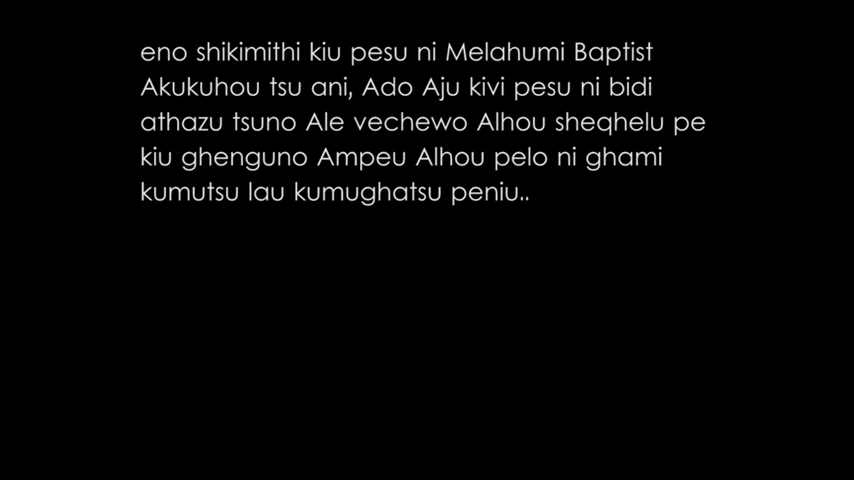 eno shikimithi kiu pesu ni Melahumi Baptist
Akukuhou tsu ani, Ado Aju kivi pesu ni bidi
athazu tsuno Ale vechewo Alhou sheqhelu pe
kiu ghenguno Ampeu Alhou pelo ni ghami
kumutsu lau kumughatsu peniu..